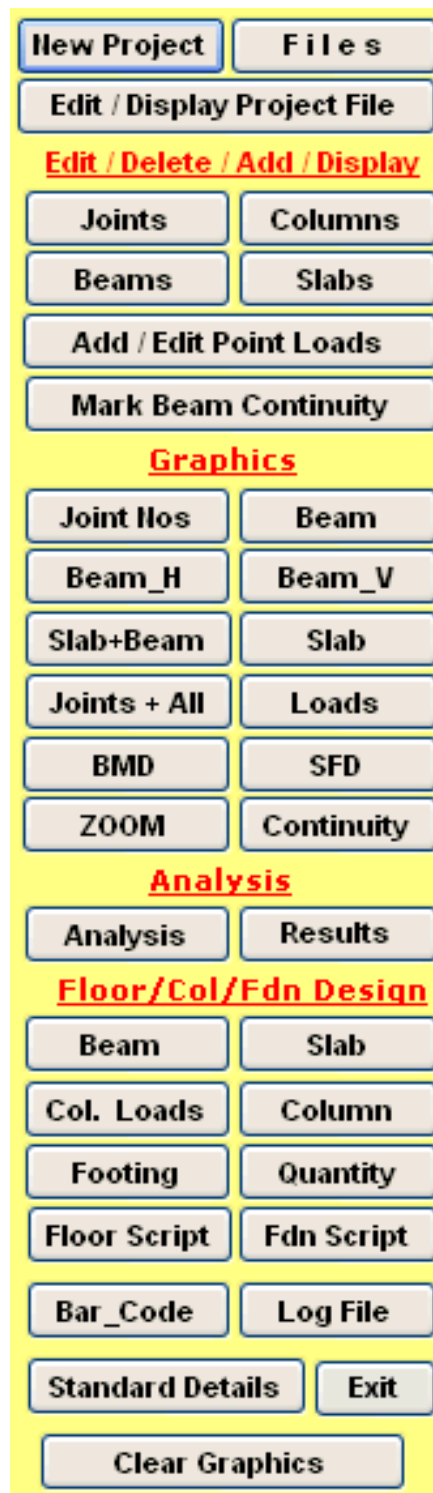 New Project F i l e s
Edit / Display Project File
Edit / Delete / Add / Display
Joints Columns
Beams Slabs
Add / Edit Point Loads
Mark Beam Continuity
Graphics
Joint Nos Beam
Beam_H Beam_V
Slab+Beam Slab
Joints + All Loads
BMD SFD
ZOOM Continuity
Analysis
Analysis Results
Floor/Col/Fdn Design
Beam Slab
Col. Loads Column
Footing Quantity
Floor Script Fdn Script
Bar_Code Log File
Standard Details Exit
Clear Graphics